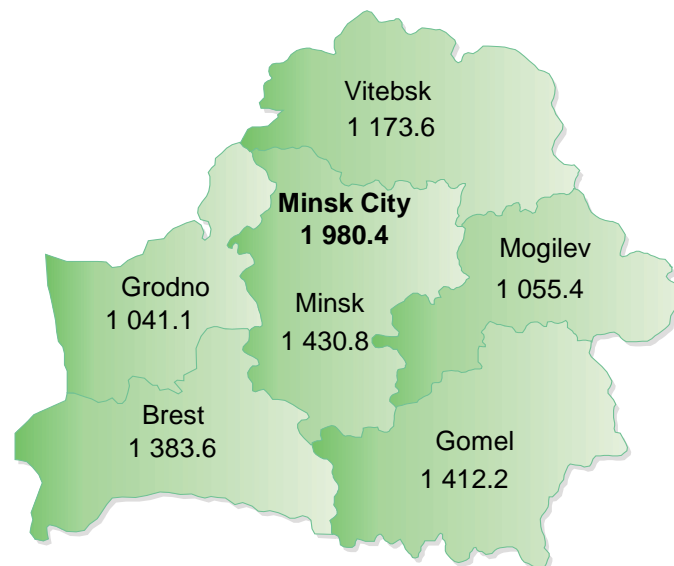 Vitebsk
1 173.6
Minsk City
1 980.4
Mogilev
1 055.4
Grodno
1 041.1
Minsk
1 430.8
Brest
1 383.6
Gomel
1 412.2